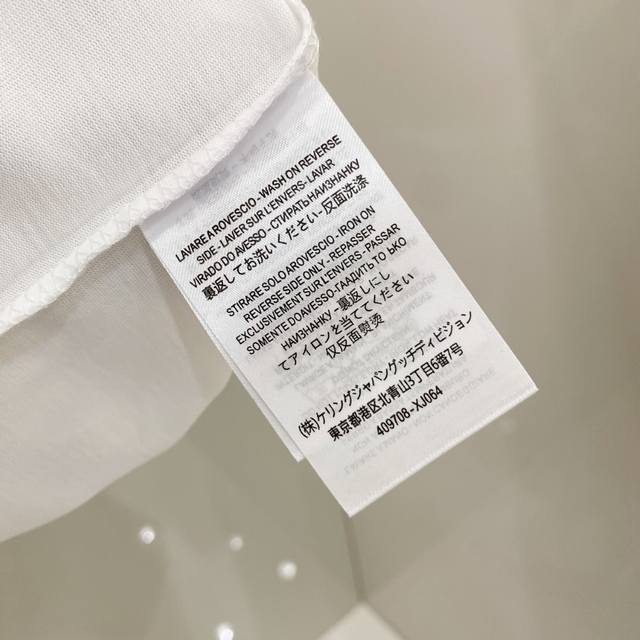 LAVARE A ROVESCIO - WASH ON REVERSE
SIDE - LAVER SUR L'ENVERS - LAVAR
VIRADO DO AVESSO - СТИРАТЬ НАИЗНАНКУ
裏返してお洗いください - 反面洗涤
STIRARE SOLO A ROVESCIO - IRON ON
REVERSE SIDE ONLY - REPASSER
EXCLUSIVEMENT SUR L'ENVERS - PASSAR
SOMENTE DO AVESSO - ГЛАДИТЬ ТОЛЬКО
НАИЗНАНКУ - 裏返しにし
てアイロンを当ててください
仅反面熨烫
(株)ケリングジャパングッチディビジョン
東京都港区北青山3丁目6番7号
409708-XJ064